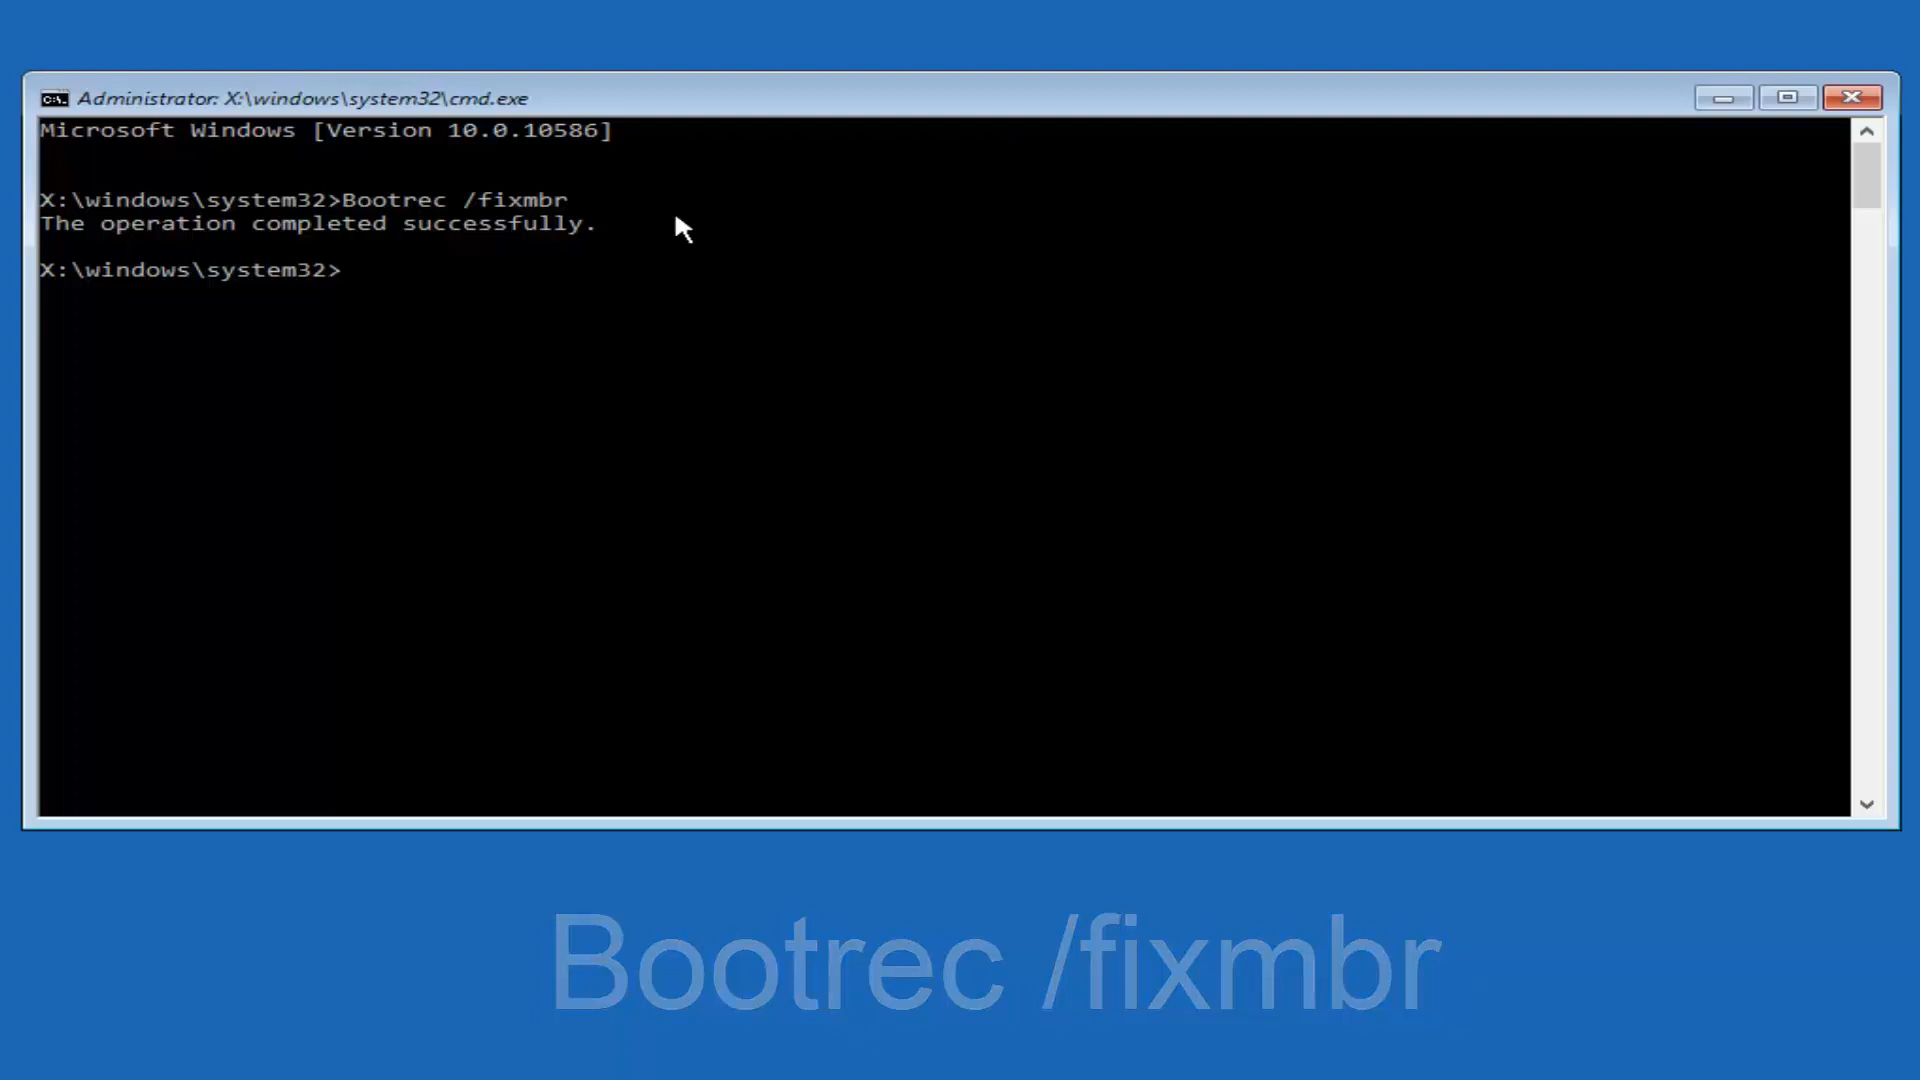 Administrator: X:\windows\system32\cmd.exe
Microsoft Windows [Version 10.0.10586]
X:\windows\system32>Bootrec /fixmbr
The operation completed successfully.
X:\windows\system32>
Bootrec /fixmbr